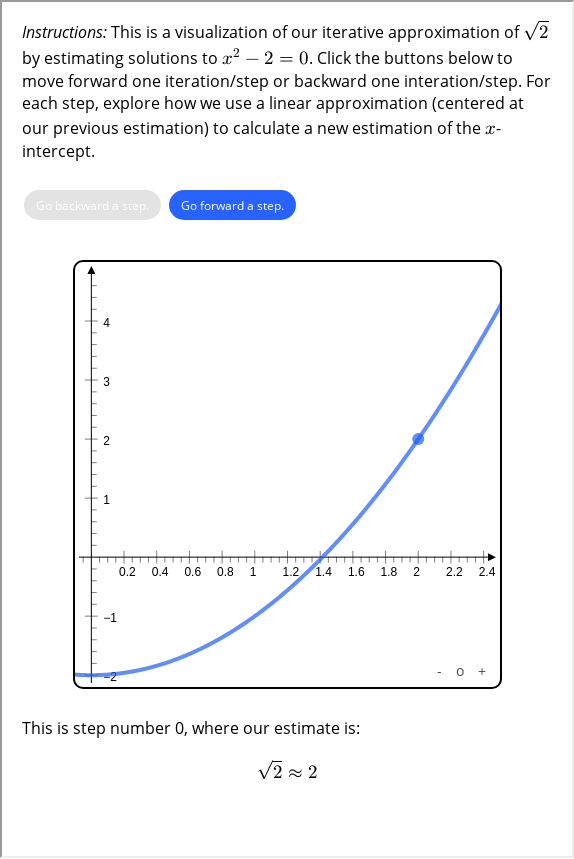 Instructions: This is a visualization of our iterative approximation of √2
by estimating solutions to x² − 2 = 0. Click the buttons below to
move forward one iteration/step or backward one interation/step. For
each step, explore how we use a linear approximation (centered at
our previous estimation) to calculate a new estimation of the x-
intercept.
Go backward a step. Go forward a step.
4
3
2
1
0.2 0.4 0.6 0.8 1 1.2 1.4 1.6 1.8 2 2.2 2.4
−1
−2
- o +
This is step number 0, where our estimate is:
√2 ≈ 2